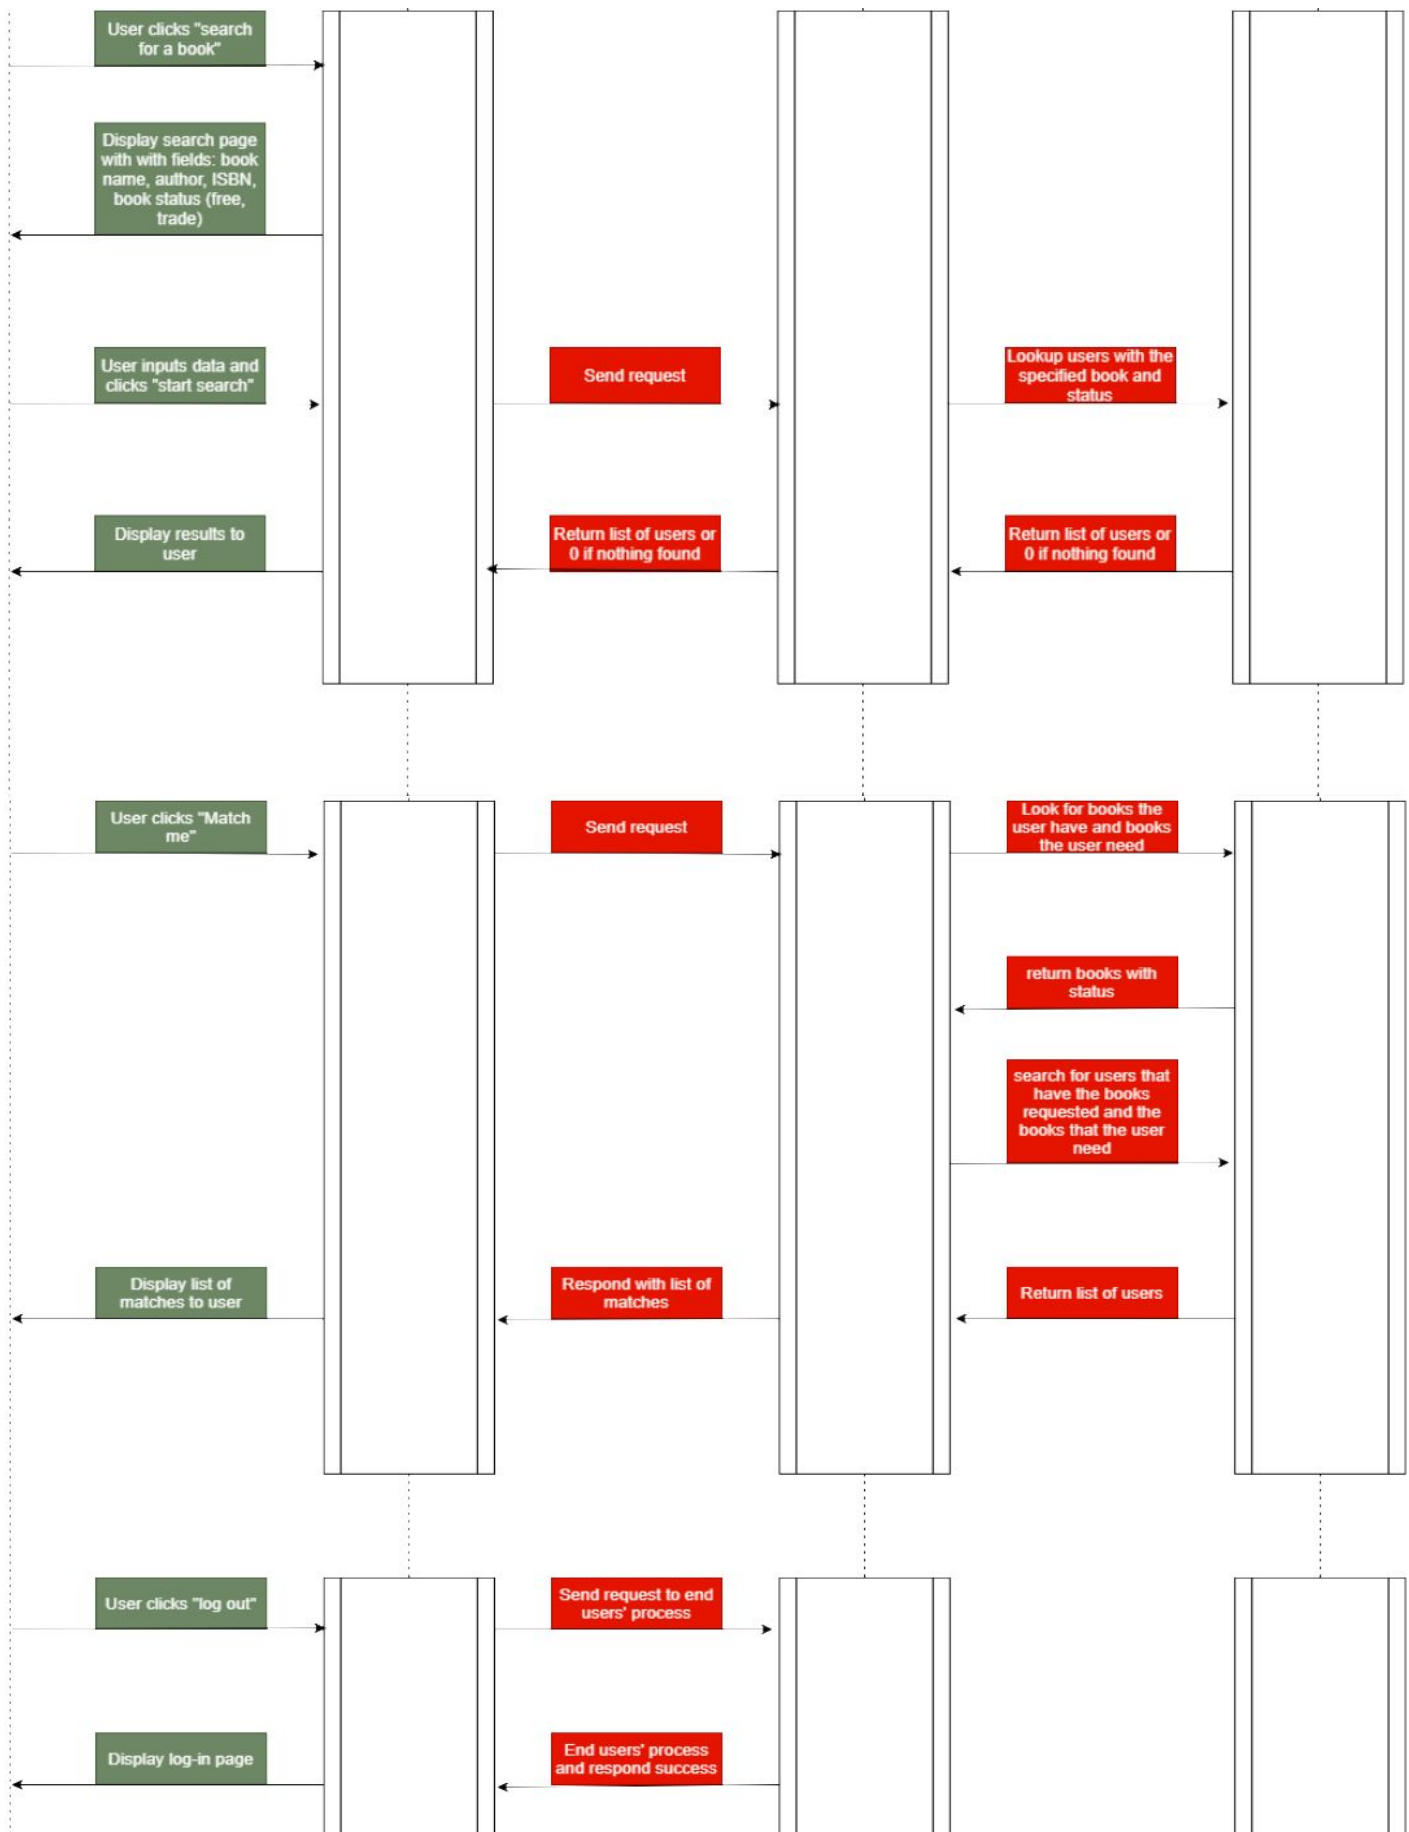 User clicks "search
for a book"
Display search page
with with fields: book
name, author, ISBN,
book status (free,
trade)
User inputs data and
clicks "start search"
Send request
Lookup users with the
specified book and
status
Display results to
user
Return list of users or
0 if nothing found
Return list of users or
0 if nothing found
User clicks "Match
me"
Send request
Look for books the
user have and books
the user need
return books with
status
search for users that
have the books
requested and the
books that the user
need
Display list of
matches to user
Respond with list of
matches
Return list of users
User clicks "log out"
Send request to end
users' process
Display log-in page
End users' process
and respond success